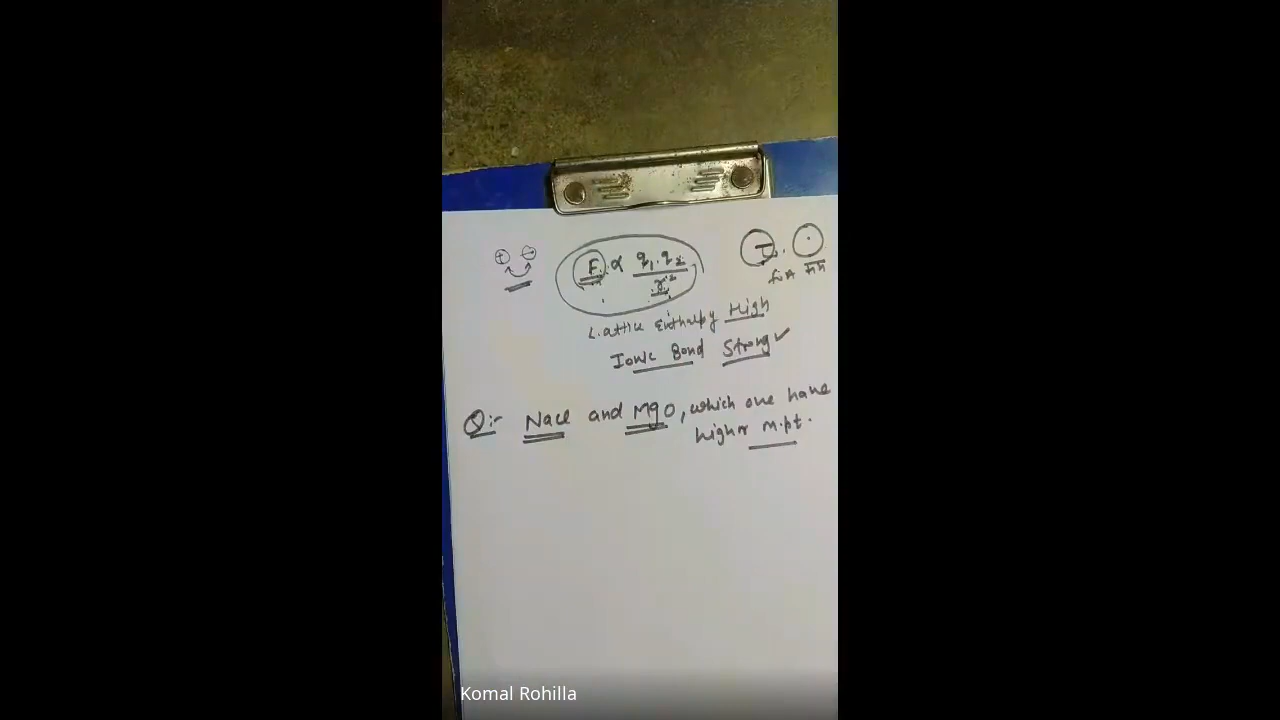 + −
F ∝ q₁.q₂ / r²
Lattice Enthalpy High
Ionic Bond Strong ✓
Q:- Nacl and MgO, which one have
higher m.pt.
Komal Rohilla